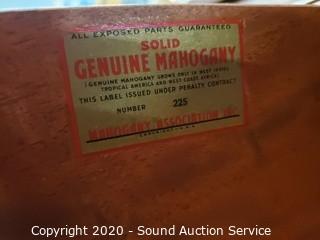 ALL EXPOSED PARTS GUARANTEED
SOLID
GENUINE MAHOGANY
(GENUINE MAHOGANY GROWS ONLY IN WEST INDIES,
TROPICAL AMERICA AND WEST COAST AFRICA)
THIS LABEL ISSUED UNDER PENALTY CONTRACT
NUMBER 225
MAHOGANY ASSOCIATION INC.
COPYRIGHT-U.S.A.
Copyright 2020 - Sound Auction Service